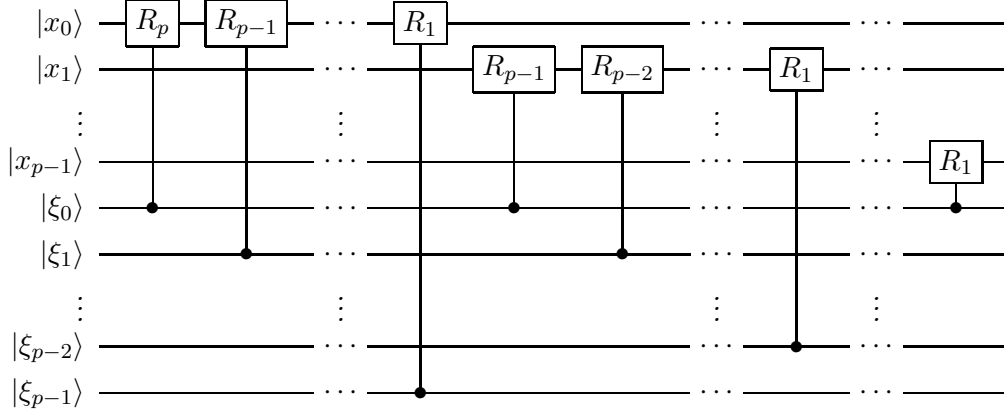 |x₀⟩ R_p R_{p−1} ··· R₁
|x₁⟩ R_{p−1} R_{p−2} ··· R₁ ···
⋮ ⋮ ⋮ ⋮
|x_{p−1}⟩ ··· ··· ··· R₁
|ξ₀⟩ ··· ··· ···
|ξ₁⟩ ··· ··· ···
⋮ ⋮ ⋮ ⋮
|ξ_{p−2}⟩ ··· ··· ···
|ξ_{p−1}⟩ ··· ··· ···